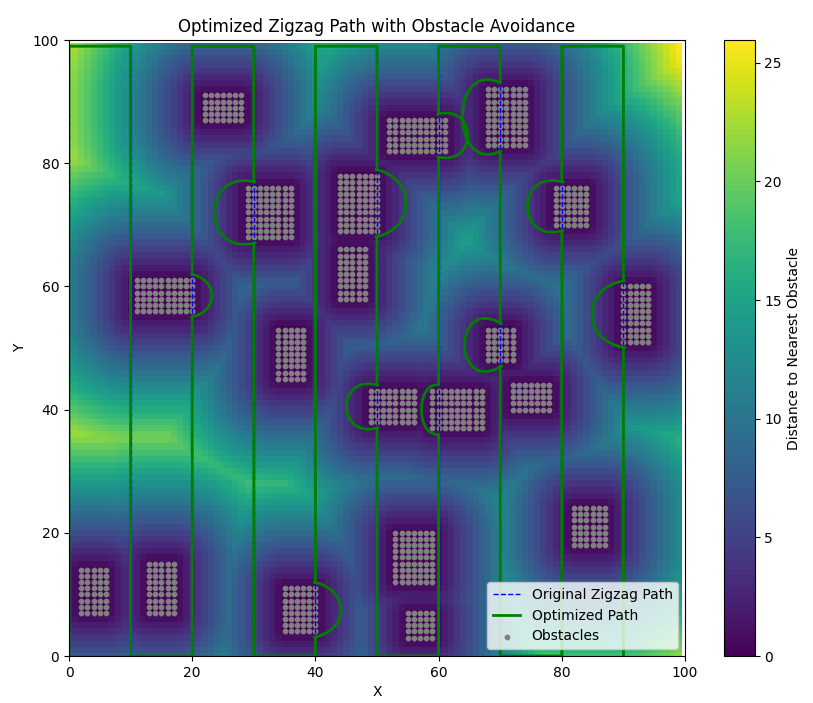 Optimized Zigzag Path with Obstacle Avoidance
100
80
60
40
20
0
Y
0 20 40 60 80 100
X
Original Zigzag Path
Optimized Path
Obstacles
25
20
15
10
5
0
Distance to Nearest Obstacle